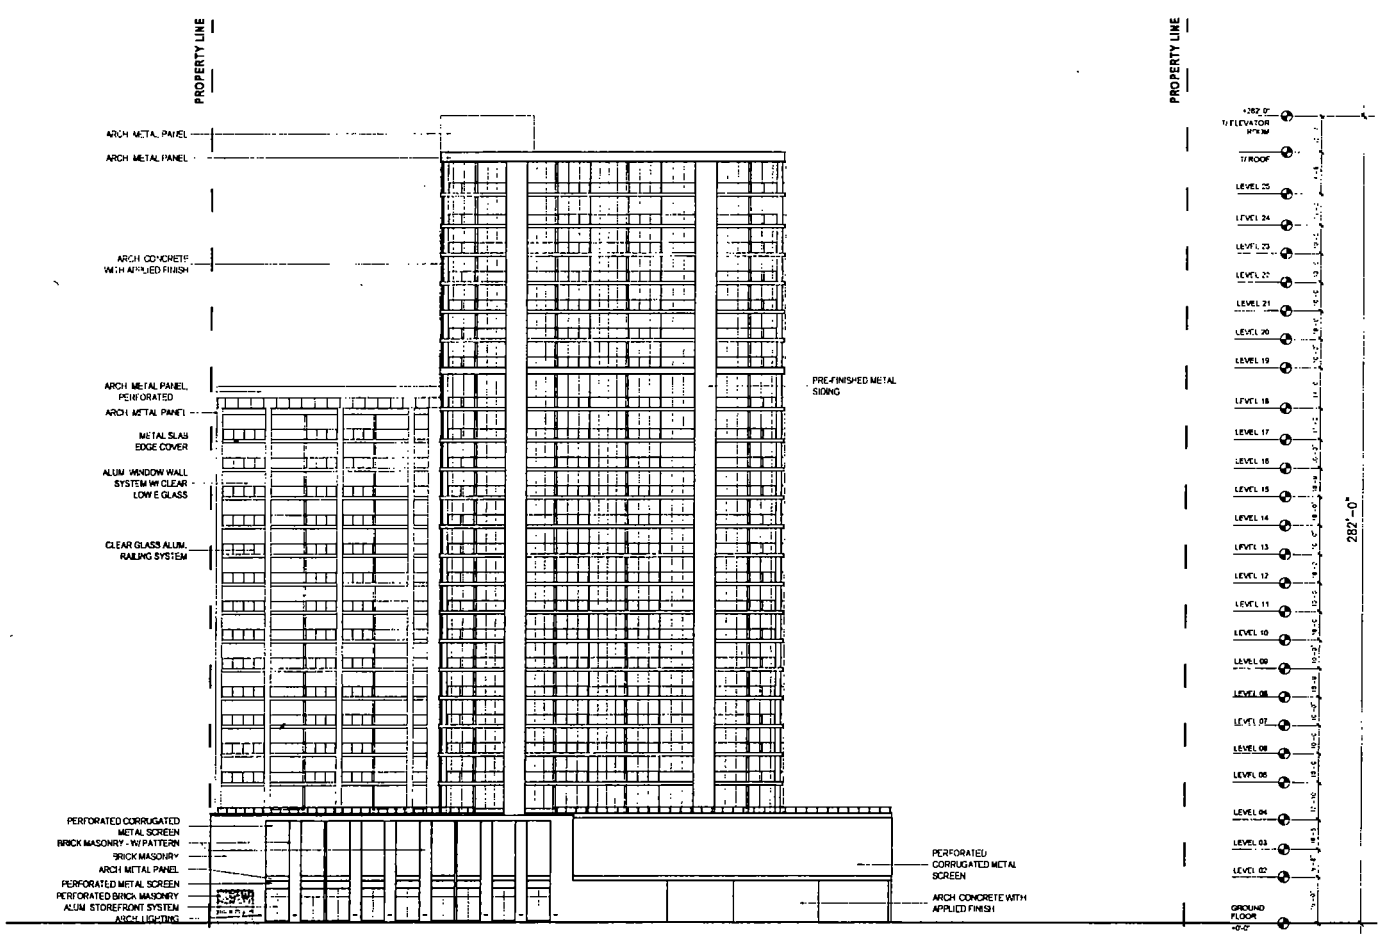 PROPERTY LINE
PROPERTY LINE
ARCH METAL PANEL
ARCH METAL PANEL
ARCH CONCRETE
WITH APPLIED FINISH
ARCH METAL PANEL,
PERFORATED
ARCH METAL PANEL
METAL SLAB
EDGE COVER
ALUM WINDOW WALL
SYSTEM W/ CLEAR
LOW E GLASS
CLEAR GLASS ALUM.
RAILING SYSTEM
PERFORATED CORRUGATED
METAL SCREEN
BRICK MASONRY - W/ PATTERN
BRICK MASONRY
ARCH METAL PANEL
PERFORATED METAL SCREEN
PERFORATED BRICK MASONRY
ALUM STOREFRONT SYSTEM
ARCH LIGHTING
PRE-FINISHED METAL
SIDING
PERFORATED
CORRUGATED METAL
SCREEN
ARCH CONCRETE WITH
APPLIED FINISH
+282'-0"
T/ ELEVATOR
ROOM
T/ ROOF
LEVEL 25
LEVEL 24
LEVEL 23
LEVEL 22
LEVEL 21
LEVEL 20
LEVEL 19
LEVEL 18
LEVEL 17
LEVEL 16
LEVEL 15
LEVEL 14
LEVEL 13
LEVEL 12
LEVEL 11
LEVEL 10
LEVEL 09
LEVEL 08
LEVEL 07
LEVEL 06
LEVEL 05
LEVEL 04
LEVEL 03
LEVEL 02
GROUND
FLOOR
+0'-0"
282'-0"